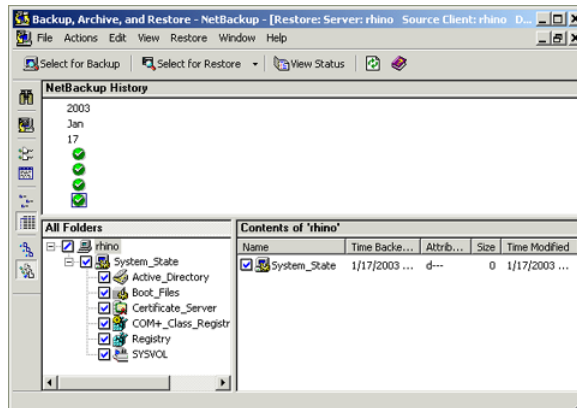 Backup, Archive, and Restore - NetBackup - [Restore: Server: rhino Source Client: rhino D...
File Actions Edit View Restore Window Help
Select for Backup Select for Restore View Status
NetBackup History
2003
Jan
17
All Folders
rhino
System_State
Active_Directory
Boot_Files
Certificate_Server
COM+_Class_Registr
Registry
SYSVOL
Contents of 'rhino'
Name Time Backe... Attrib... Size Time Modified
System_State 1/17/2003 ... d--- 0 1/17/2003 ...